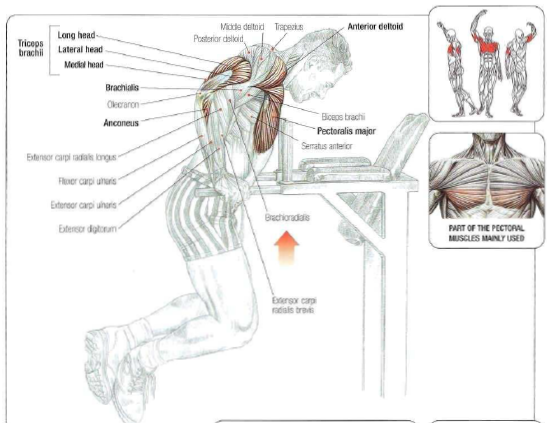 Middle deltoid
Trapezius
Posterior deltoid
Anterior deltoid
Triceps
brachii
Long head
Lateral head
Medial head
Brachialis
Olecranon
Anconeus
Biceps brachii
Pectoralis major
Serratus anterior
Extensor carpi radialis longus
Flexor carpi ulnaris
Extensor carpi ulnaris
Extensor digitorum
Brachioradialis
Extensor carpi
radialis brevis
PART OF THE PECTORAL
MUSCLES MAINLY USED